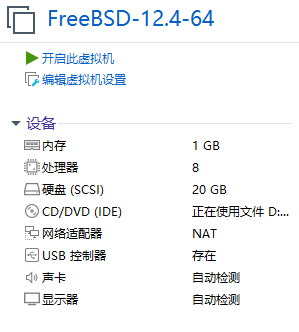 FreeBSD-12.4-64
开启此虚拟机
编辑虚拟机设置
设备
内存 1 GB
处理器 8
硬盘 (SCSI) 20 GB
CD/DVD (IDE) 正在使用文件 D:...
网络适配器 NAT
USB 控制器 存在
声卡 自动检测
显示器 自动检测